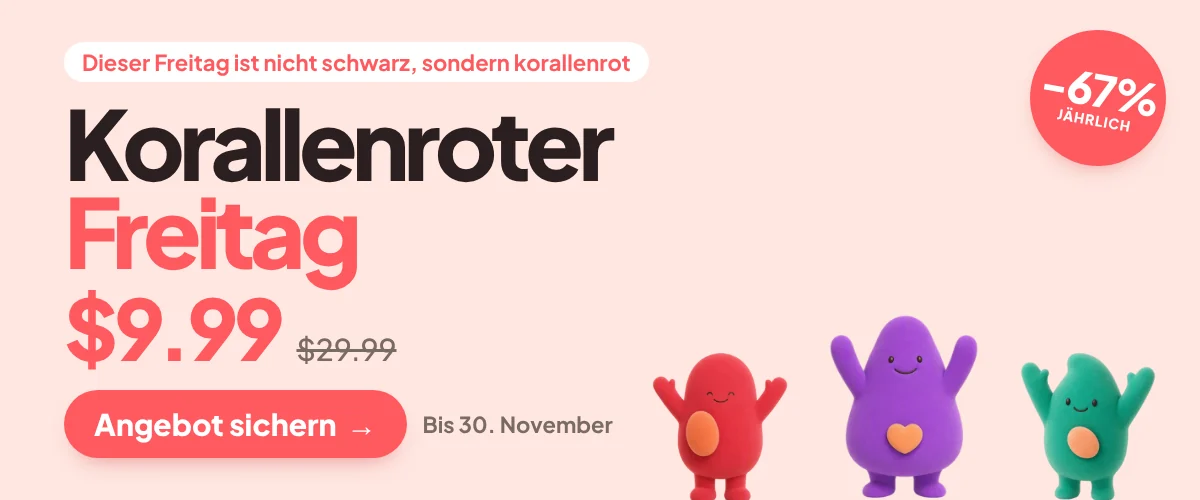 Dieser Freitag ist nicht schwarz, sondern korallenrot
Korallenroter
Freitag
$9.99 $29.99
Angebot sichern →
Bis 30. November
−67%
JÄHRLICH